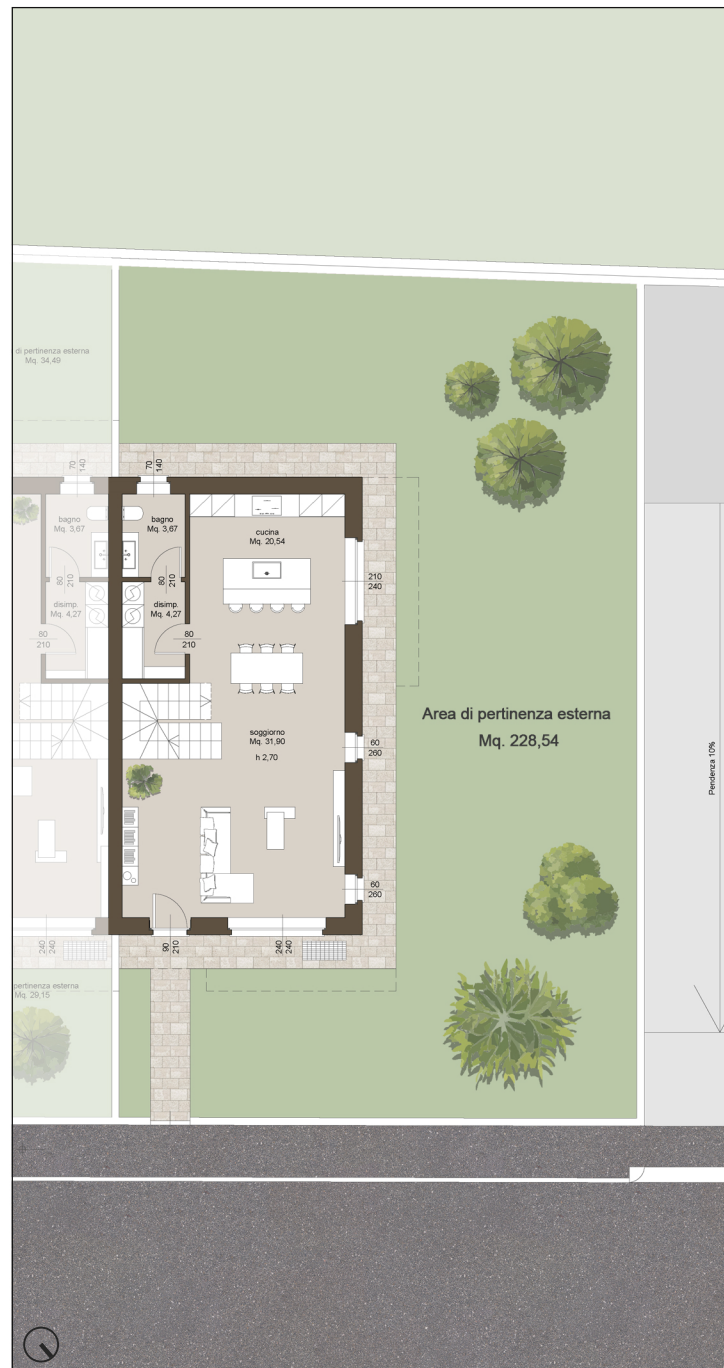 di pertinenza esterna
Mq. 34,49
70
140
70
140
bagno
Mq. 3,67
bagno
Mq. 3,67
cucina
Mq. 20,54
80
210
80
210
210
240
disimp.
Mq. 4,27
disimp.
Mq. 4,27
80
210
80
210
Area di pertinenza esterna
Mq. 228,54
soggiorno
Mq. 31,90
h 2,70
60
260
Pendenza 10%
60
260
240
240
90
210
240
240
pertinenza esterna
Mq. 29,15